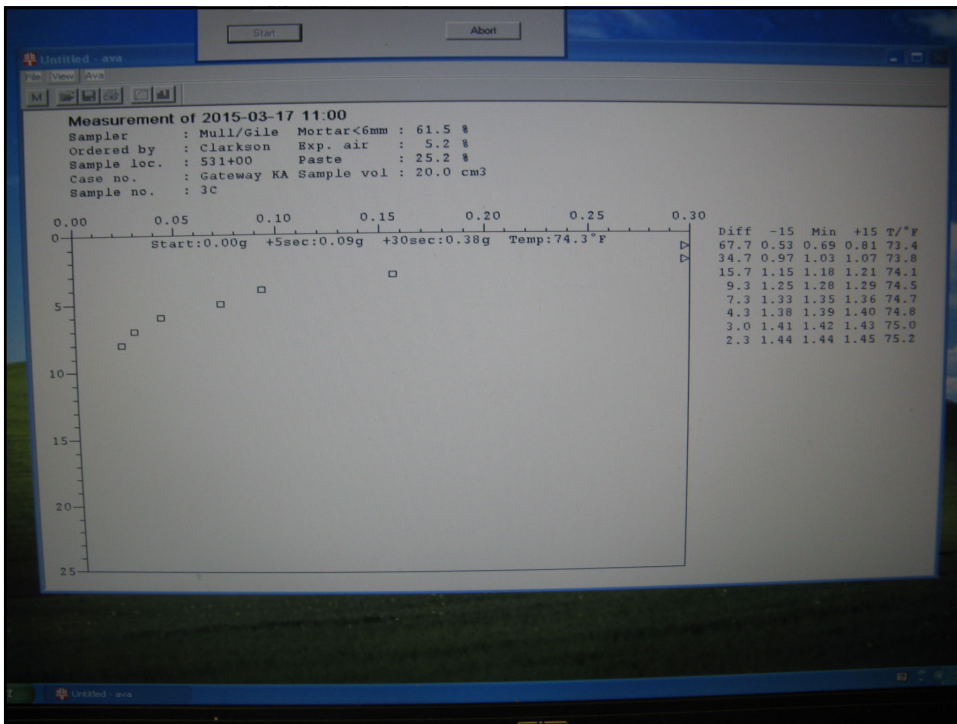 Start Abort
Untitled - ava
File View Ava
M
Measurement of 2015-03-17 11:00
Sampler : Mull/Gile Mortar<6mm : 61.5 %
Ordered by : Clarkson Exp. air : 5.2 %
Sample loc. : 531+00 Paste : 25.2 %
Case no. : Gateway KA Sample vol : 20.0 cm3
Sample no. : 3C
0.00 0.05 0.10 0.15 0.20 0.25 0.30
Start:0.00g +5sec:0.09g +30sec:0.38g Temp:74.3°F
Diff -15 Min +15 T/°F
67.7 0.53 0.69 0.81 73.4
34.7 0.97 1.03 1.07 73.8
15.7 1.15 1.18 1.21 74.1
9.3 1.25 1.28 1.29 74.5
7.3 1.33 1.35 1.36 74.7
4.3 1.38 1.39 1.40 74.8
3.0 1.41 1.42 1.43 75.0
2.3 1.44 1.44 1.45 75.2
0
5
10
15
20
25
Untitled - ava